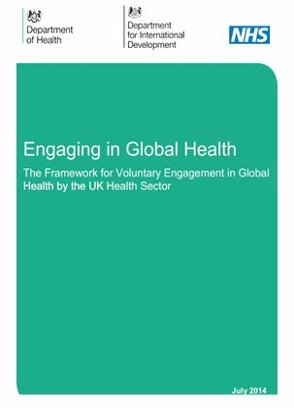 Department
of Health
Department
for International
Development
NHS
Engaging in Global Health
The Framework for Voluntary Engagement in Global
Health by the UK Health Sector
July 2014